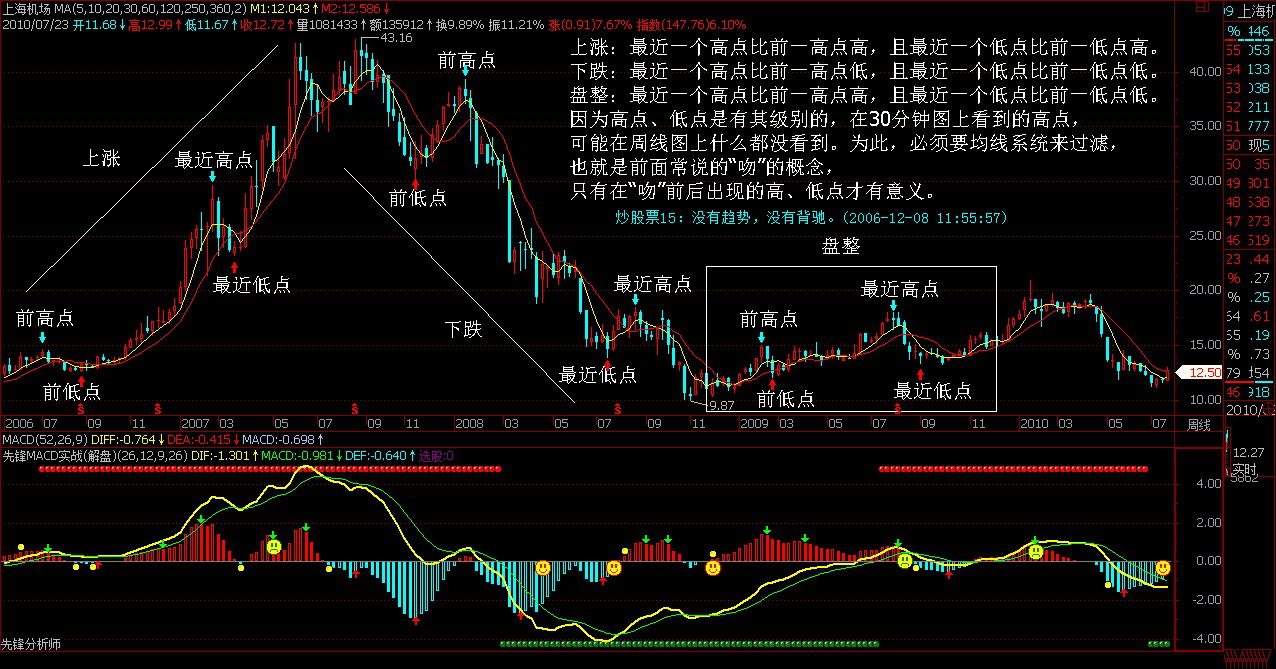 上海机场 MA(5,10,20,30,60,120,250,360,2) M1:12.043↑M2:12.586↓
2010/07/23 开11.68↓高12.99↑低11.67↑收12.72↑量1081433↑额135912↑换9.89% 振11.21% 涨(0.91)7.67% 指数(147.76)6.10%
43.16
上涨：最近一个高点比前一高点高，且最近一个低点比前一低点高。
下跌：最近一个高点比前一高点低，且最近一个低点比前一低点低。
盘整：最近一个高点比前一高点高，且最近一个低点比前一低点低。
因为高点、低点是有其级别的，在30分钟图上看到的高点，
可能在周线图上什么都没看到。为此，必须要均线系统来过滤，
也就是前面常说的“吻”的概念，
只有在“吻”前后出现的高、低点才有意义。
炒股票15：没有趋势，没有背驰。(2006-12-08 11:55:57)
前高点
上涨
最近高点
前低点
盘整
最近低点
最近高点
最近高点
前高点
前高点
下跌
最近低点
前低点
前低点
最近低点
9.87
40.00
35.00
30.00
25.00
20.00
15.00
12.50
10.00
2006 07 09 11 2007 03 05 07 09 11 2008 03 05 07 09 11 2009 03 05 07 09 11 2010 03 05 07 周线
MACD(52,26,9) DIFF:-0.764↓DEA:-0.415↓MACD:-0.698↑
先锋MACD实战(解盘)(26,12,9,26) DIF:-1.301↑MACD:-0.981↓DEF:-0.640↑选股:0
4.00
2.00
0.00
-2.00
-4.00
先锋分析师
上海机
2010/
12.27
实时
5862